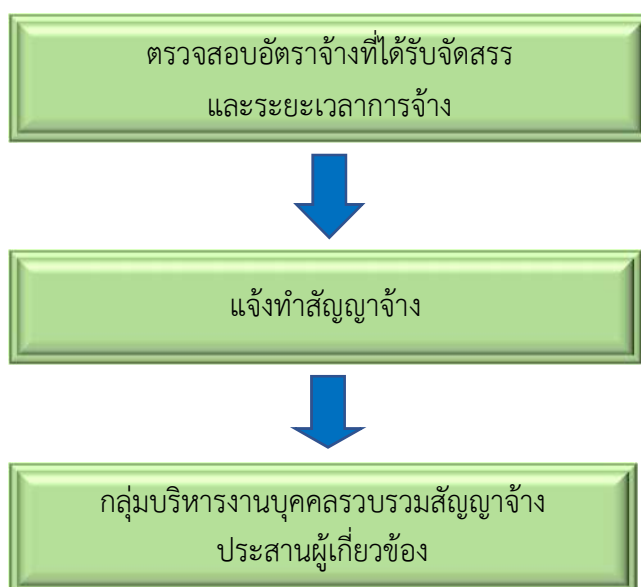 ตรวจสอบอัตราจ้างที่ได้รับจัดสรร
และระยะเวลาการจ้าง
แจ้งทำสัญญาจ้าง
กลุ่มบริหารงานบุคคลรวบรวมสัญญาจ้าง
ประสานผู้เกี่ยวข้อง